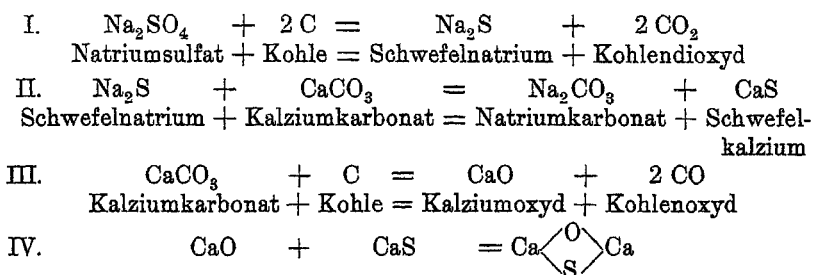 I. Na₂SO₄ + 2 C = Na₂S + 2 CO₂
Natriumsulfat + Kohle = Schwefelnatrium + Kohlendioxyd
II. Na₂S + CaCO₃ = Na₂CO₃ + CaS
Schwefelnatrium + Kalziumkarbonat = Natriumkarbonat + Schwefel-
kalzium
III. CaCO₃ + C = CaO + 2 CO
Kalziumkarbonat + Kohle = Kalziumoxyd + Kohlenoxyd
O
IV. CaO + CaS = Ca Ca
S